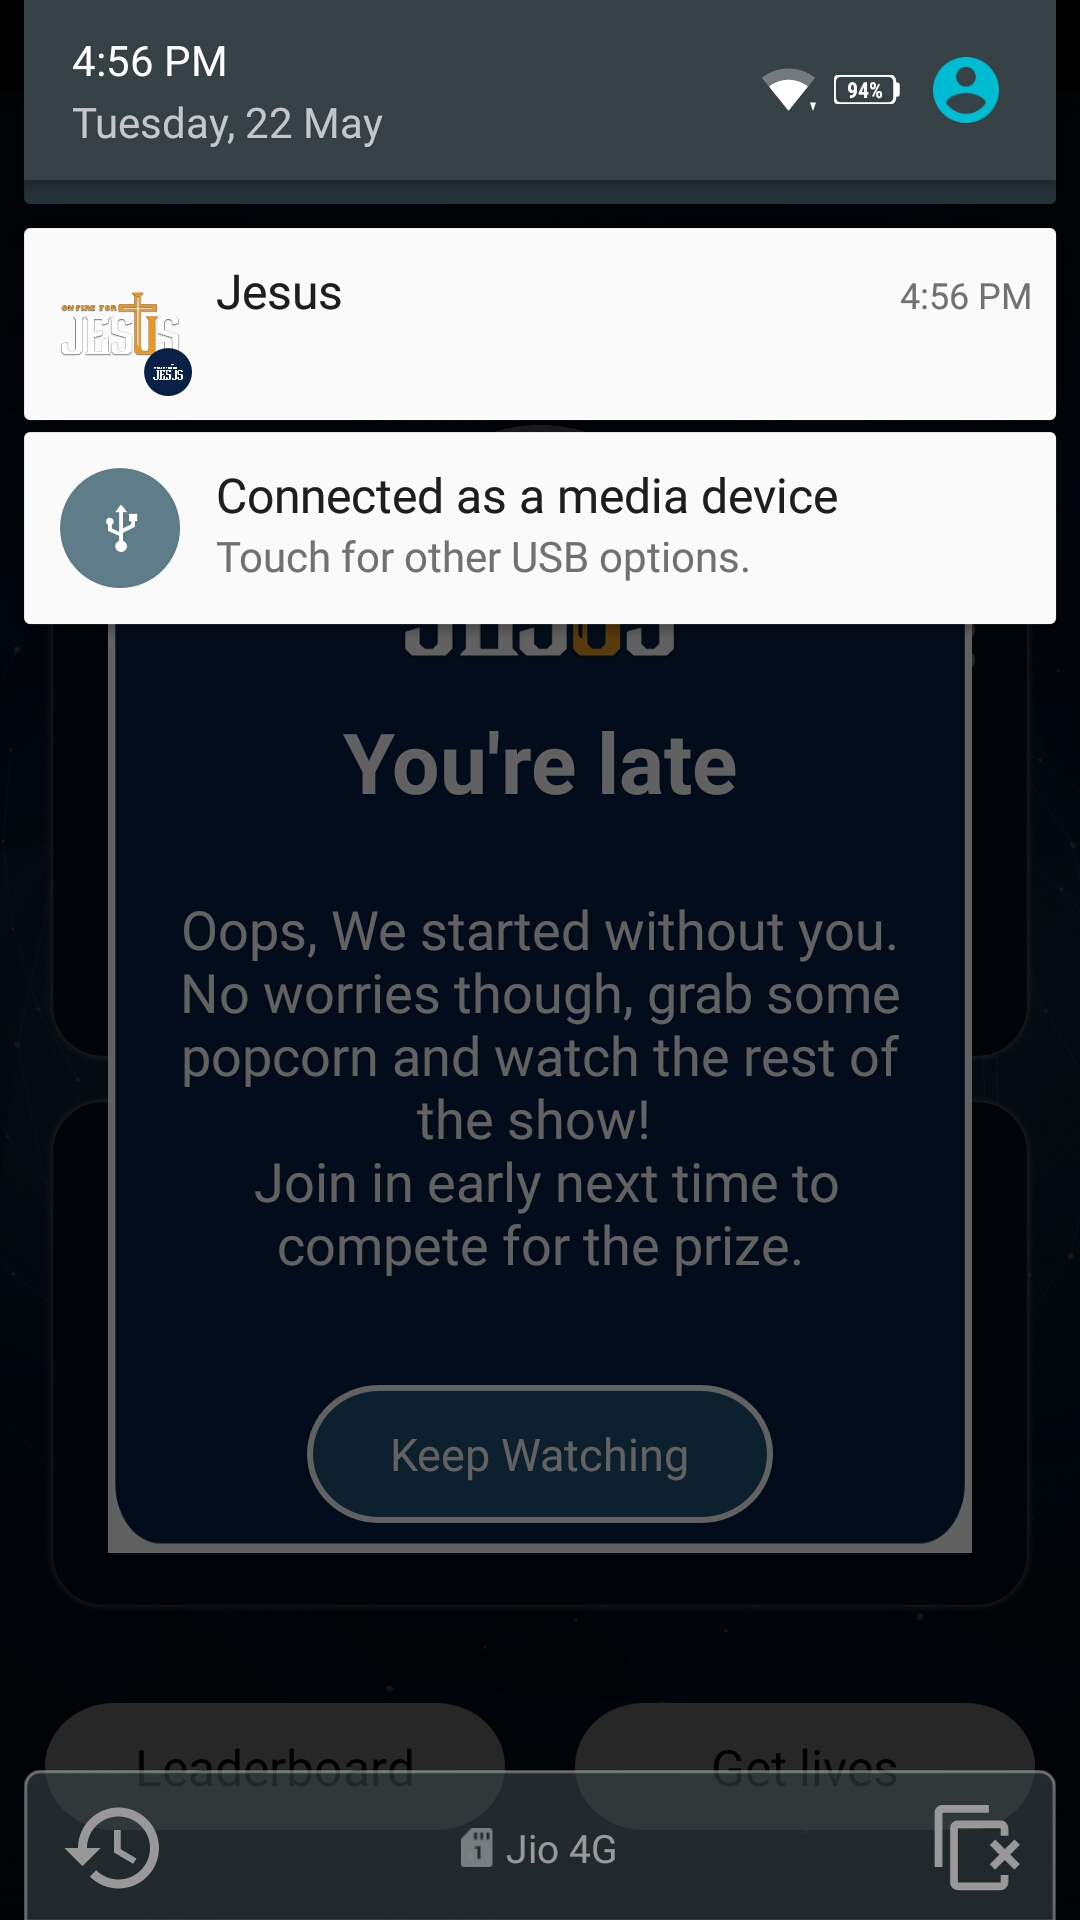 4:56 PM
94%
Tuesday, 22 May
Jesus
4:56 PM
ON FIRE FOR
JESUS
JESUS
Connected as a media device
Touch for other USB options.
JESUS
You're late
Oops, We started without you.
No worries though, grab some
popcorn and watch the rest of
the show!
Join in early next time to
compete for the prize.
Keep Watching
Leaderboard
Get lives
1
Jio 4G